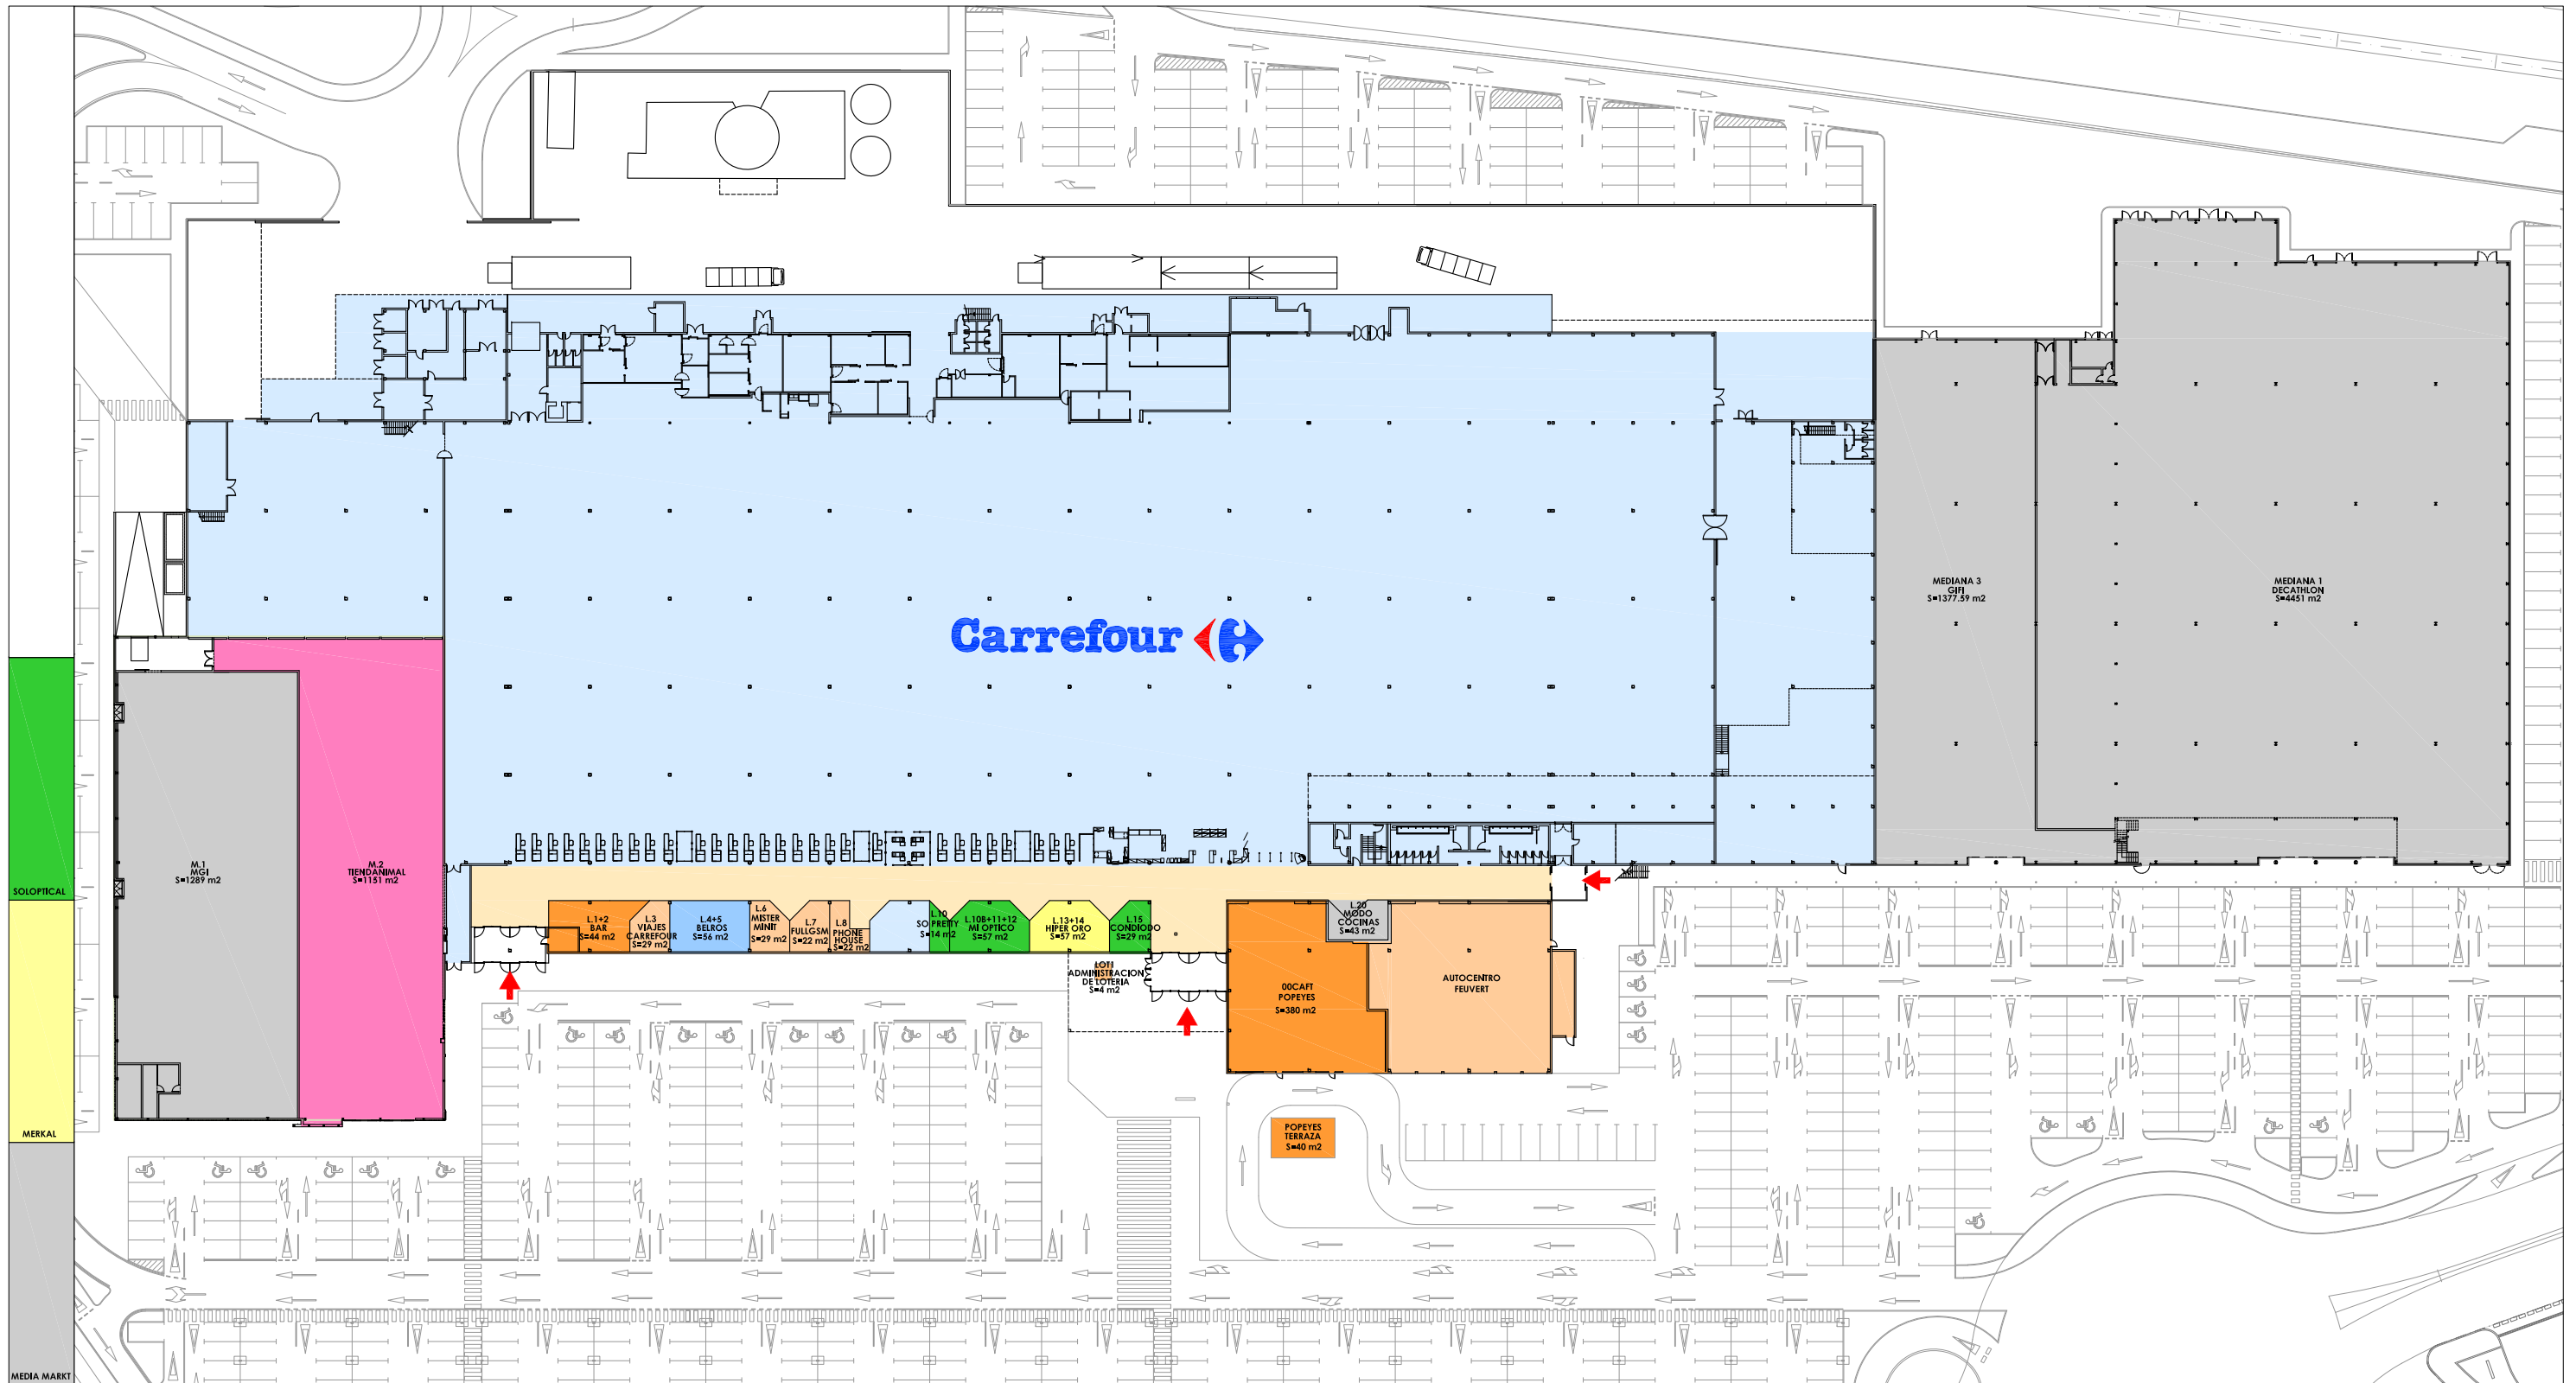 Carrefour
MEDIANA 3
GIFI
S=1377.59 m2
MEDIANA 1
DECATHLON
S=4451 m2
M.1
MGI
S=1289 m2
M.2
TIENDANIMAL
S=1151 m2
SOLOPTICAL
MERKAL
MEDIA MARKT
L.1+2
BAR
S=44 m2
L.3
VIAJES
CARREFOUR
S=29 m2
L.4+5
BELROS
S=56 m2
L.6
MISTER
MINIT
S=29 m2
L.7
FULLGSM
S=22 m2
L.8
PHONE
HOUSE
S=22 m2
L.10
SO PRETTY
S=14 m2
L.10B+11+12
MI OPTICO
S=57 m2
L.13+14
HIPER ORO
S=57 m2
L.15
CONDIODO
S=29 m2
LOTI
ADMINISTRACION
DE LOTERIA
S=4 m2
L.20
MODO
COCINAS
S=43 m2
00CAFT
POPEYES
S=380 m2
AUTOCENTRO
FEUVERT
POPEYES
TERRAZA
S=40 m2